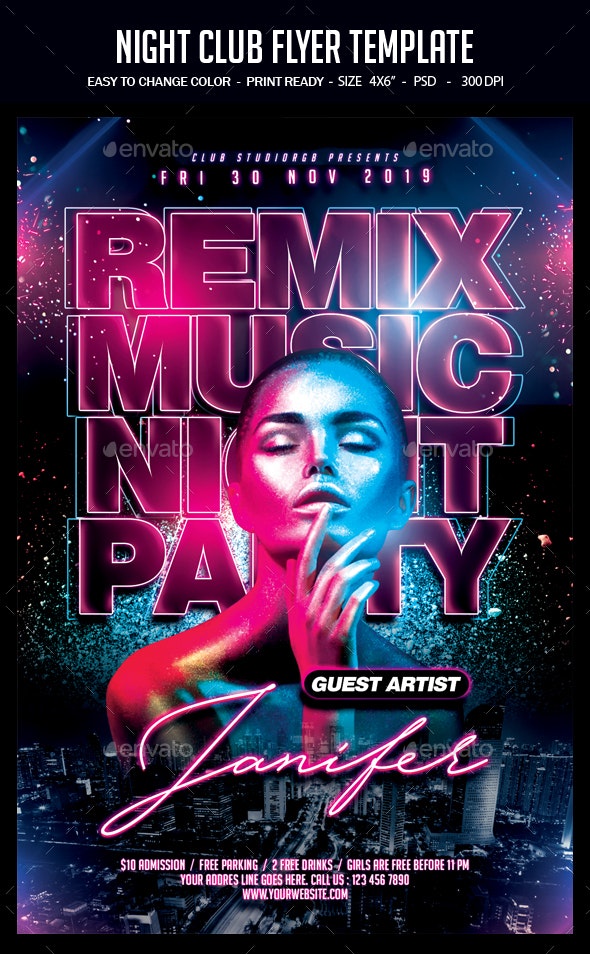 NIGHT CLUB FLYER TEMPLATE
EASY TO CHANGE COLOR - PRINT READY - SIZE 4X6" - PSD - 300 DPI
CLUB STUDIORGB PRESENTS
FRI 30 NOV 2019
REMIX
MUSIC
NIGHT
PARTY
GUEST ARTIST
Janifer
$10 ADMISSION / FREE PARKING / 2 FREE DRINKS / GIRLS ARE FREE BEFORE 11 PM
YOUR ADDRES LINE GOES HERE. CALL US : 123 456 7890
WWW.YOURWEBSITE.COM
envato
envato
envato
envato
envato
envato